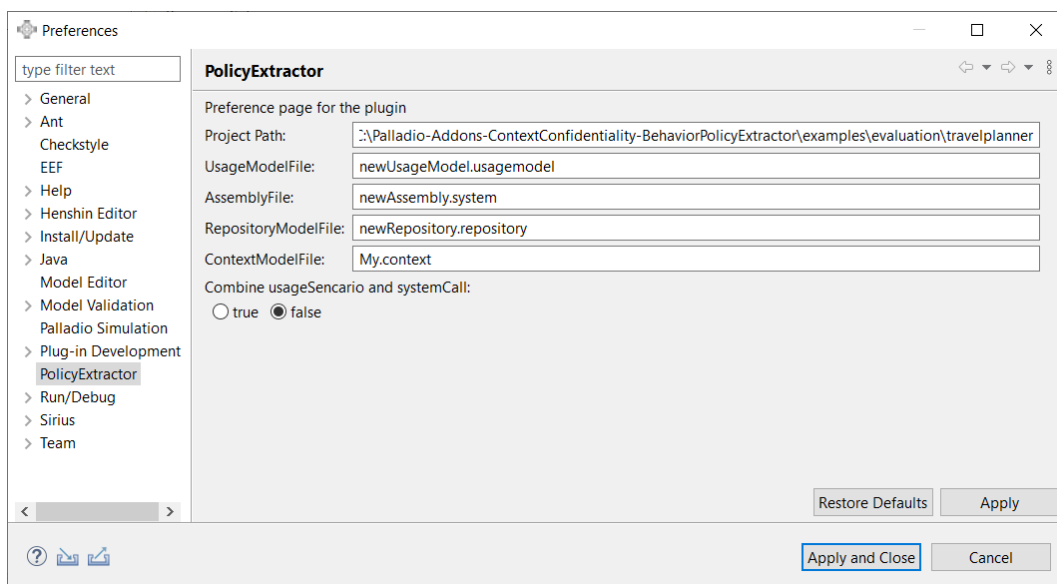 Preferences
type filter text
General
Ant
Checkstyle
EEF
Help
Henshin Editor
Install/Update
Java
Model Editor
Model Validation
Palladio Simulation
Plug-in Development
PolicyExtractor
Run/Debug
Sirius
Team
PolicyExtractor
Preference page for the plugin
Project Path: :\Palladio-Addons-ContextConfidentiality-BehaviorPolicyExtractor\examples\evaluation\travelplanner
UsageModelFile: newUsageModel.usagemodel
AssemblyFile: newAssembly.system
RepositoryModelFile: newRepository.repository
ContextModelFile: My.context
Combine usageSencario and systemCall:
true false
Restore Defaults Apply
Apply and Close Cancel